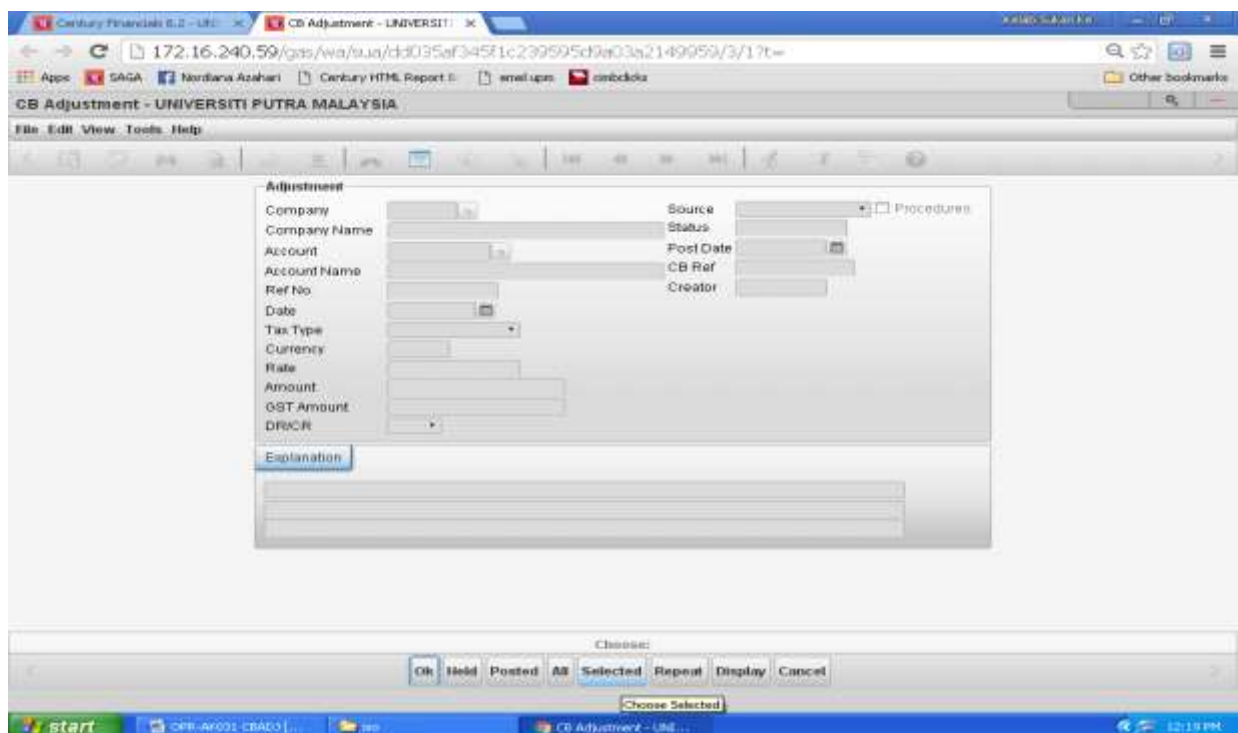 Century Financials 6.2 - UNI
CB Adjustment - UNIVERSITI
172.16.240.59/gas/wa/sua/dd035af345f1c239595d9a03a2149959/3/1?t=
Apps SAGA Nordiana Azahari Century HTML Report emel upm cimbclicks Other bookmarks
CB Adjustment - UNIVERSITI PUTRA MALAYSIA
File Edit View Tools Help
Adjustment
Company Source Procedures
Company Name Status
Account Post Date
Account Name CB Ref
Ref No Creator
Date
Tax Type
Currency
Rate
Amount
GST Amount
DR/CR
Explanation
Choose:
Ok Held Posted All Selected Repeat Display Cancel
Choose Selected
start CB Adjustment - UNI... 12:19 PM